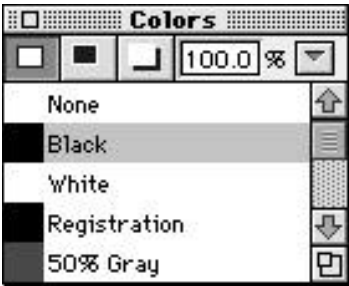 Colors
100.0 %
None
Black
White
Registration
50% Gray